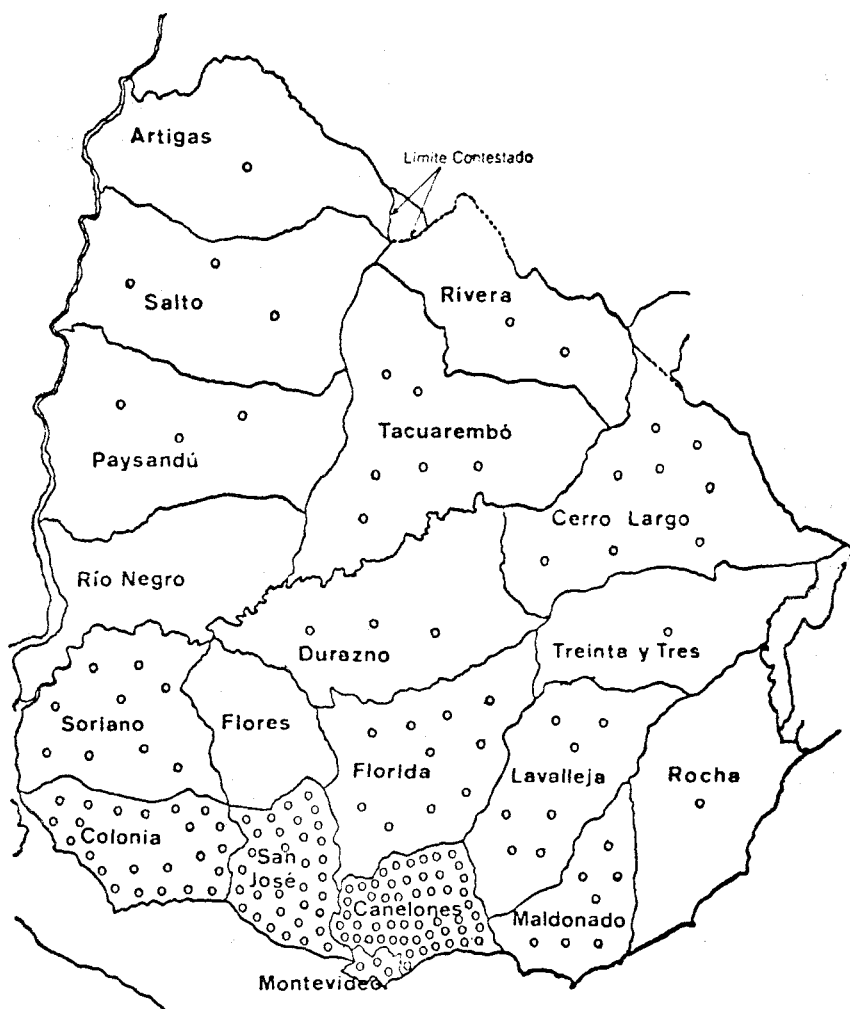 Artigas
Límite Contestado
Salto
Rivera
Tacuarembó
Paysandú
Cerro Largo
Río Negro
Durazno
Treinta y Tres
Soriano
Flores
Florida
Lavalleja
Rocha
Colonia
San
José
Canelones
Maldonado
Montevideo